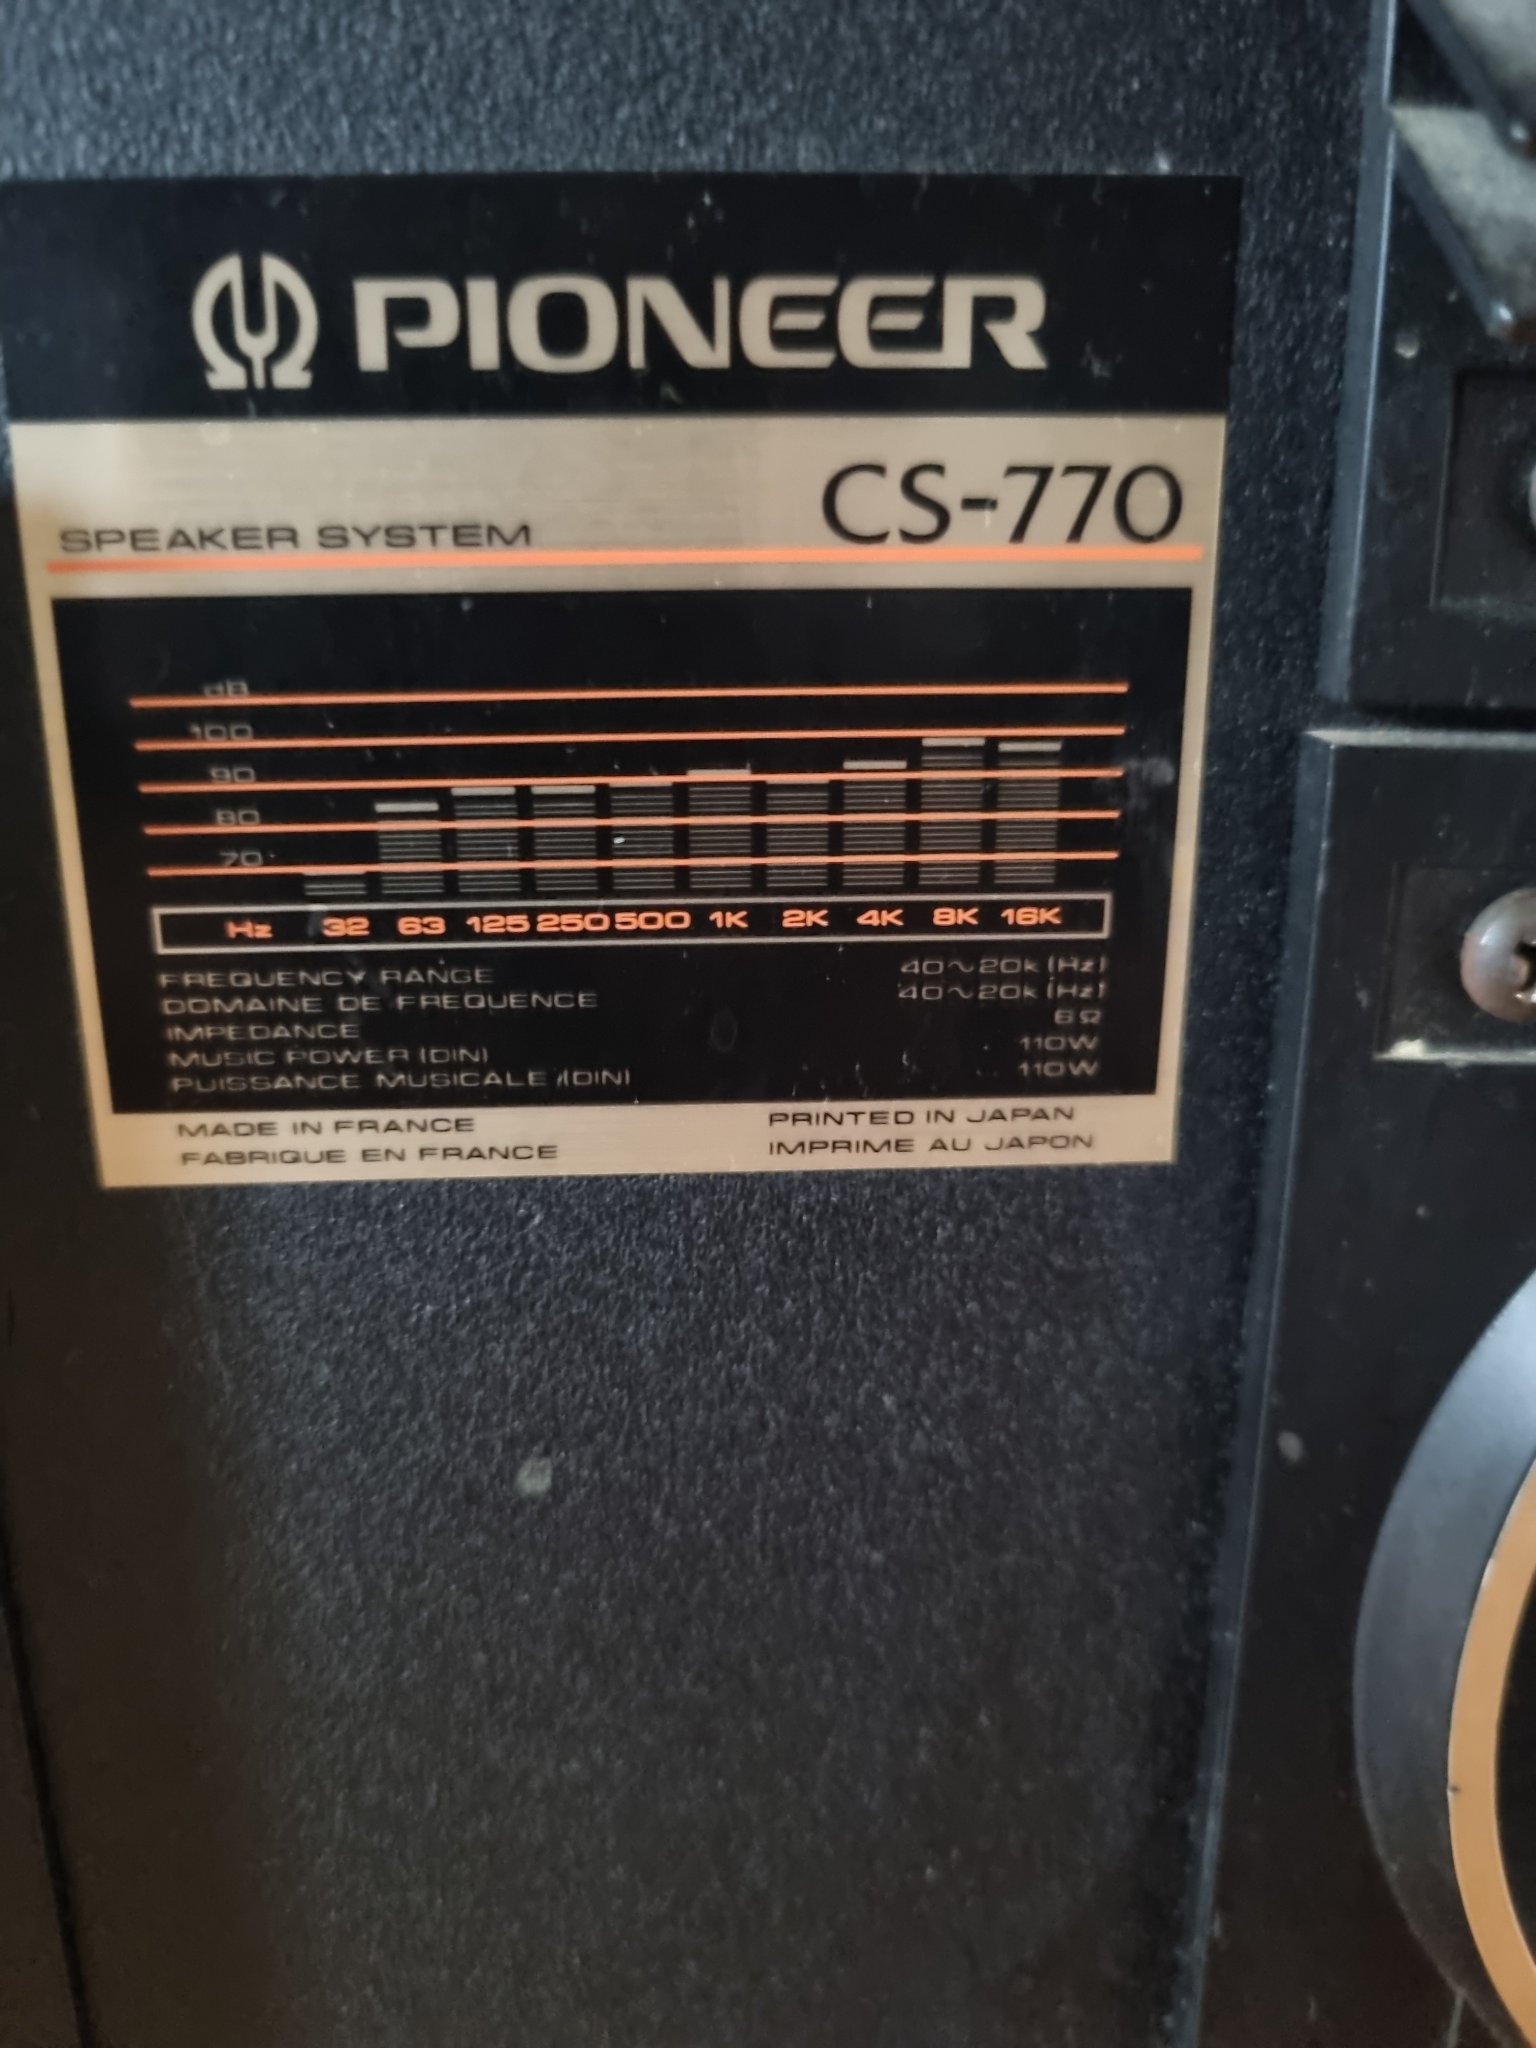 PIONEER
CS-770
SPEAKER SYSTEM
dB
100
90
80
70
Hz 32 63 125 250 500 1K 2K 4K 8K 16K
FREQUENCY RANGE 40~20k (Hz)
DOMAINE DE FREQUENCE 40~20k (Hz)
IMPEDANCE 6Ω
MUSIC POWER (DIN) 110W
PUISSANCE MUSICALE (DIN) 110W
MADE IN FRANCE PRINTED IN JAPAN
FABRIQUE EN FRANCE IMPRIME AU JAPON